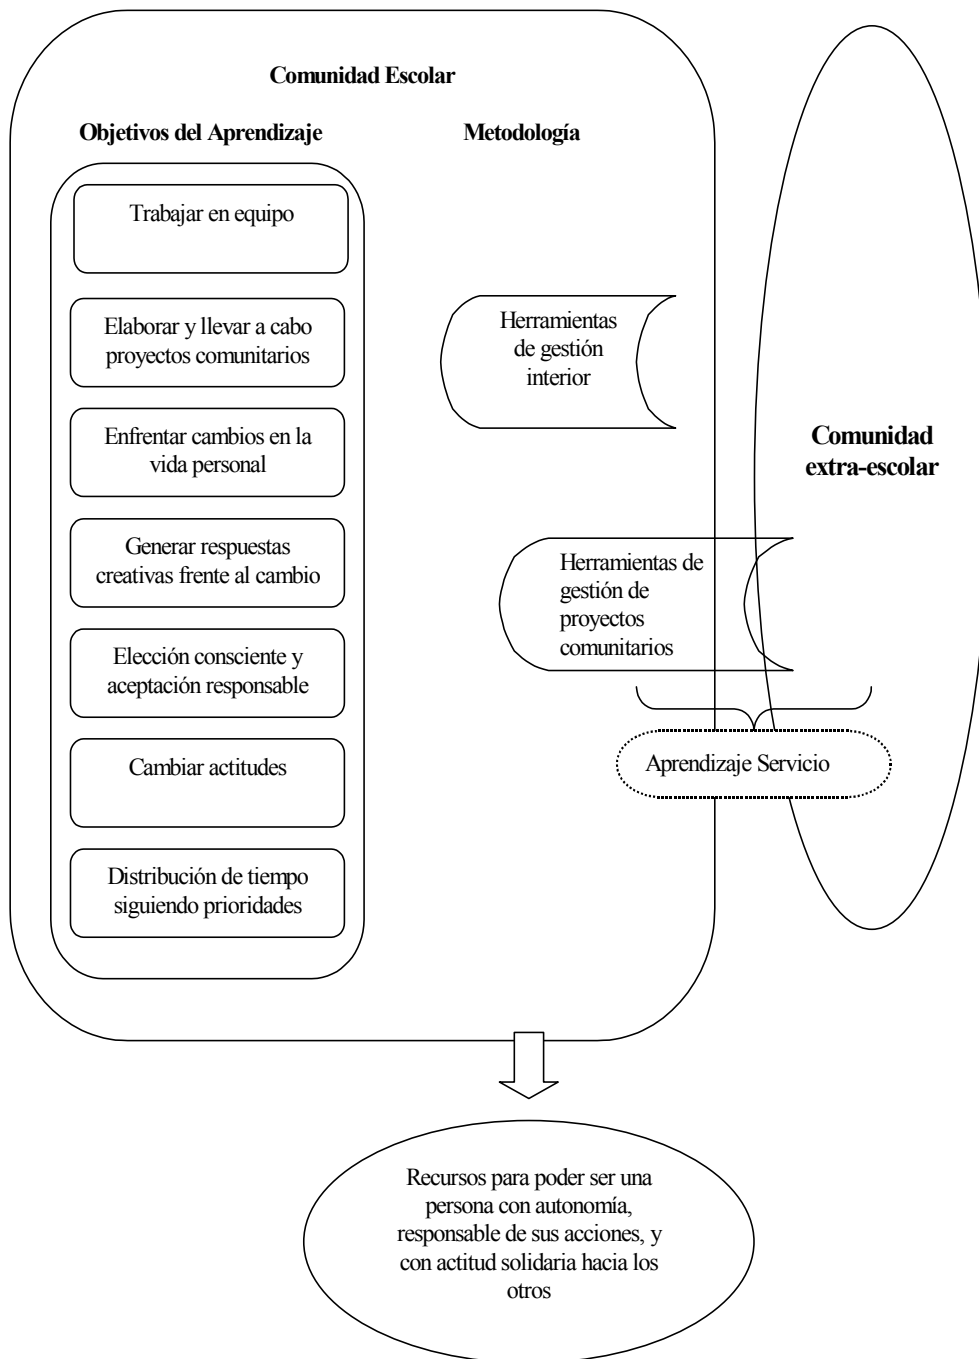 Comunidad Escolar
Objetivos del Aprendizaje
Metodología
Trabajar en equipo
Elaborar y llevar a cabo
proyectos comunitarios
Enfrentar cambios en la
vida personal
Generar respuestas
creativas frente al cambio
Elección consciente y
aceptación responsable
Cambiar actitudes
Distribución de tiempo
siguiendo prioridades
Herramientas
de gestión
interior
Herramientas de
gestión de
proyectos
comunitarios
Aprendizaje Servicio
Comunidad
extra-escolar
Recursos para poder ser una
persona con autonomía,
responsable de sus acciones, y
con actitud solidaria hacia los
otros